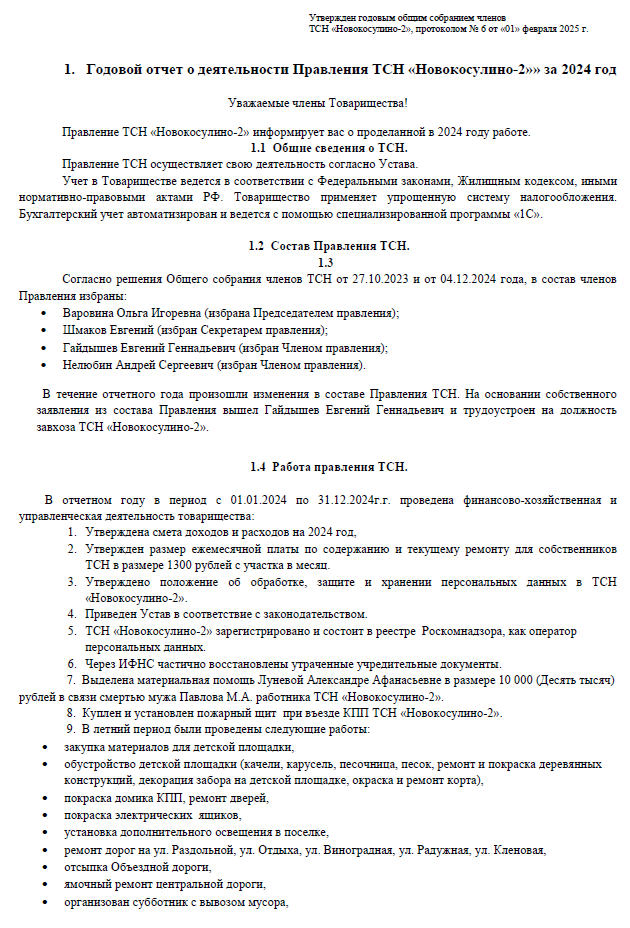 Утвержден годовым общим собранием членов
ТСН «Новокосулино-2», протоколом № 6 от «01» февраля 2025 г.
1. Годовой отчет о деятельности Правления ТСН «Новокосулино-2»» за 2024 год
Уважаемые члены Товарищества!
Правление ТСН «Новокосулино-2» информирует вас о проделанной в 2024 году работе.
1.1 Общие сведения о ТСН.
Правление ТСН осуществляет свою деятельность согласно Устава.
Учет в Товариществе ведется в соответствии с Федеральными законами, Жилищным кодексом, иными
нормативно-правовыми актами РФ. Товарищество применяет упрощенную систему налогообложения.
Бухгалтерский учет автоматизирован и ведется с помощью специализированной программы «1С».
1.2 Состав Правления ТСН.
1.3
Согласно решения Общего собрания членов ТСН от 27.10.2023 и от 04.12.2024 года, в состав членов
Правления избраны:
• Варовина Ольга Игоревна (избрана Председателем правления);
• Шмаков Евгений (избран Секретарем правления);
• Гайдышев Евгений Геннадьевич (избран Членом правления);
• Нелюбин Андрей Сергеевич (избран Членом правления).
В течение отчетного года произошли изменения в составе Правления ТСН. На основании собственного
заявления из состава Правления вышел Гайдышев Евгений Геннадьевич и трудоустроен на должность
завхоза ТСН «Новокосулино-2».
1.4 Работа правления ТСН.
В отчетном году в период с 01.01.2024 по 31.12.2024г.г. проведена финансово-хозяйственная и
управленческая деятельность товарищества:
1. Утверждена смета доходов и расходов на 2024 год,
2. Утвержден размер ежемесячной платы по содержанию и текущему ремонту для собственников
ТСН в размере 1300 рублей с участка в месяц.
3. Утверждено положение об обработке, защите и хранении персональных данных в ТСН
«Новокосулино-2».
4. Приведен Устав в соответствие с законодательством.
5. ТСН «Новокосулино-2» зарегистрировано и состоит в реестре Роскомнадзора, как оператор
персональных данных.
6. Через ИФНС частично восстановлены утраченные учредительные документы.
7. Выделена материальная помощь Луневой Александре Афанасьевне в размере 10 000 (Десять тысяч)
рублей в связи смертью мужа Павлова М.А. работника ТСН «Новокосулино-2».
8. Куплен и установлен пожарный щит при въезде КПП ТСН «Новокосулино-2».
9. В летний период были проведены следующие работы:
• закупка материалов для детской площадки,
• обустройство детской площадки (качели, карусель, песочница, песок, ремонт и покраска деревянных
конструкций, декорация забора на детской площадке, окраска и ремонт корта),
• покраска домика КПП, ремонт дверей,
• покраска электрических ящиков,
• установка дополнительного освещения в поселке,
• ремонт дорог на ул. Раздольной, ул. Отдыха, ул. Виноградная, ул. Радужная, ул. Кленовая,
• отсыпка Объездной дороги,
• ямочный ремонт центральной дороги,
• организован субботник с вывозом мусора,